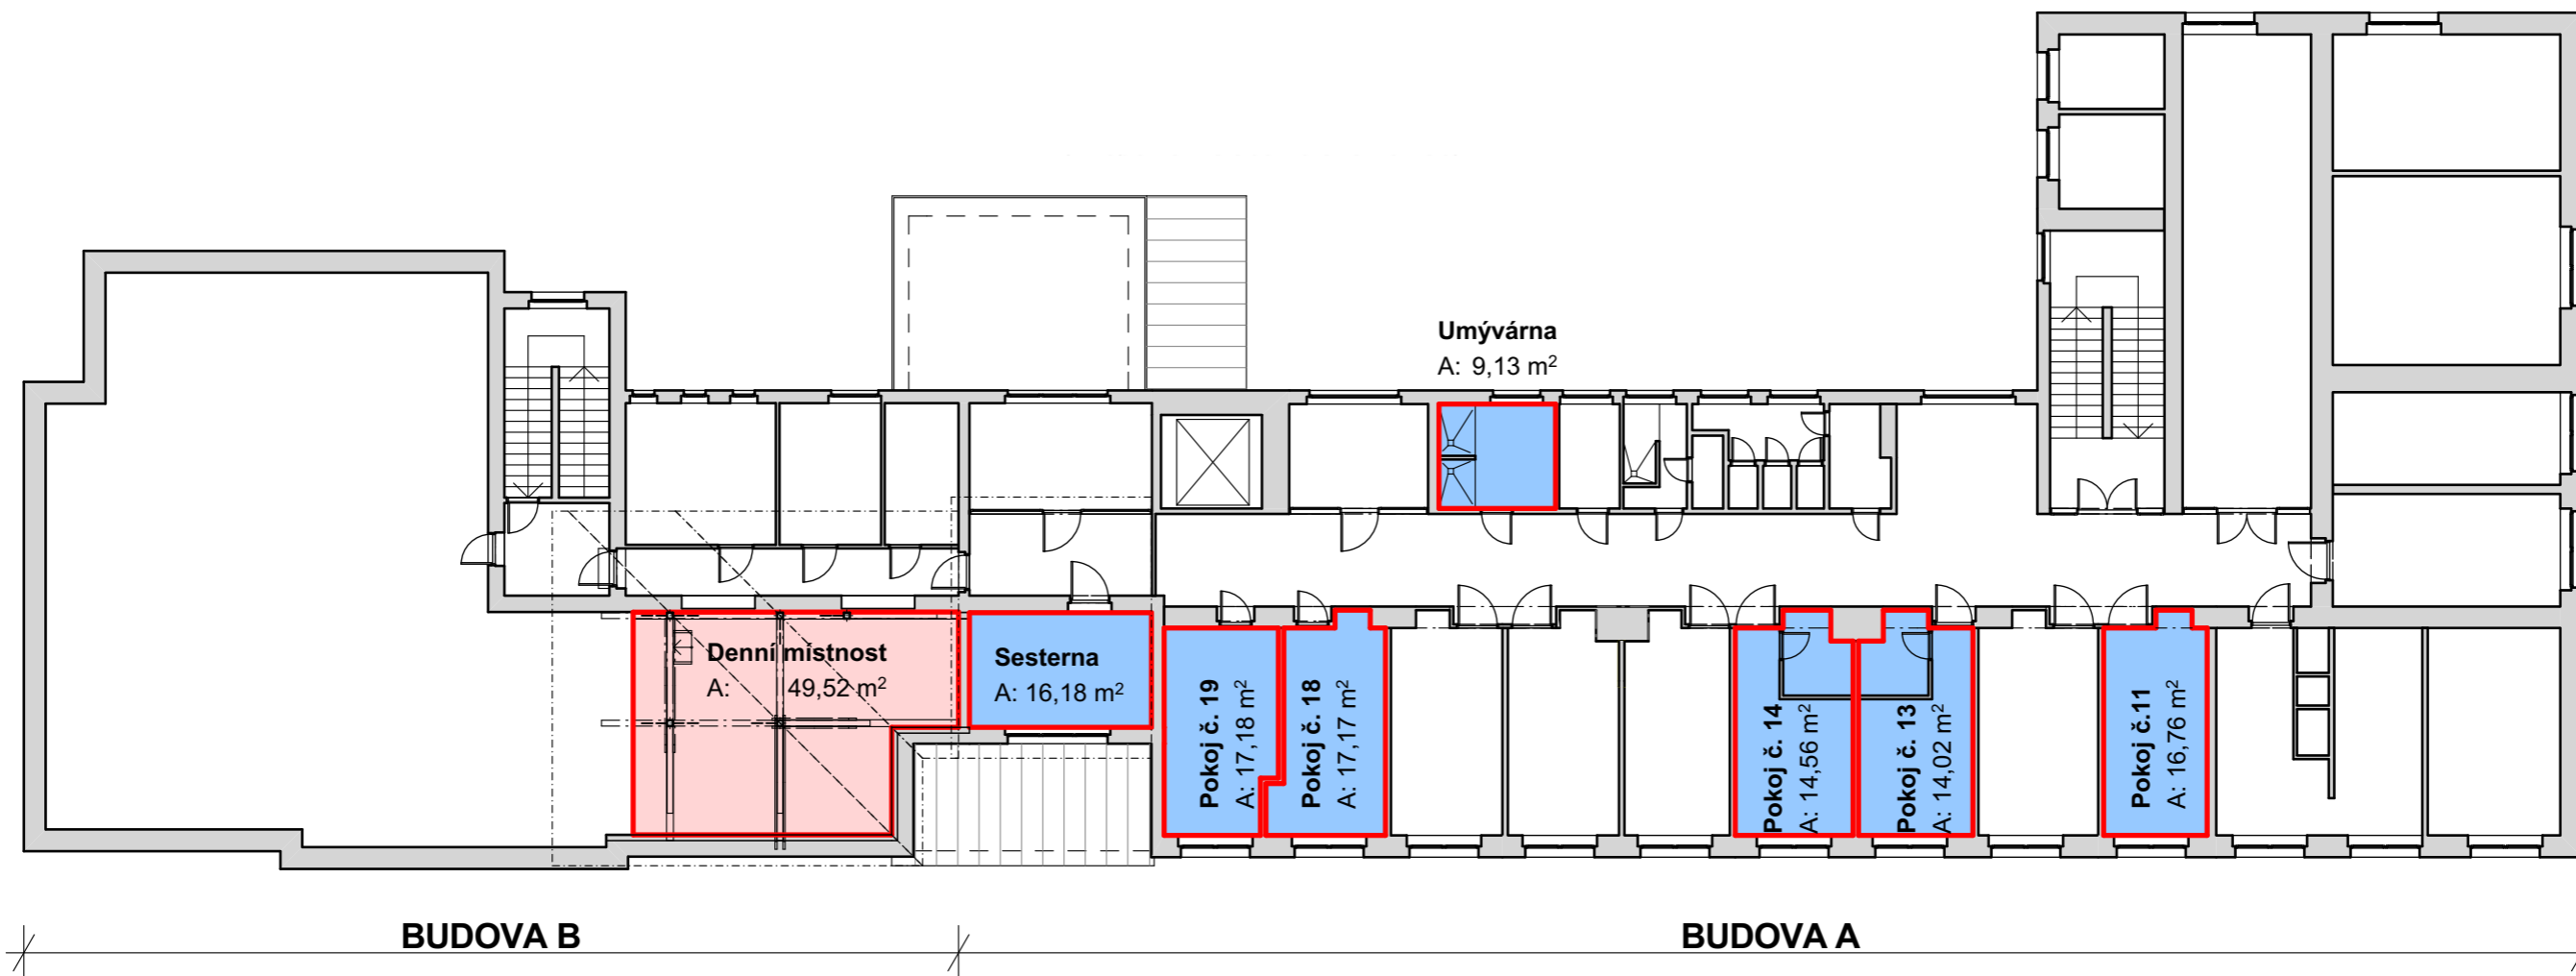 Umývárna
A: 9,13 m²
Denní místnost
A: 49,52 m²
Sesterna
A: 16,18 m²
Pokoj č. 19
A: 17,18 m²
Pokoj č. 18
A: 17,17 m²
Pokoj č. 14
A: 14,56 m²
Pokoj č. 13
A: 14,02 m²
Pokoj č.11
A: 16,76 m²
BUDOVA B
BUDOVA A